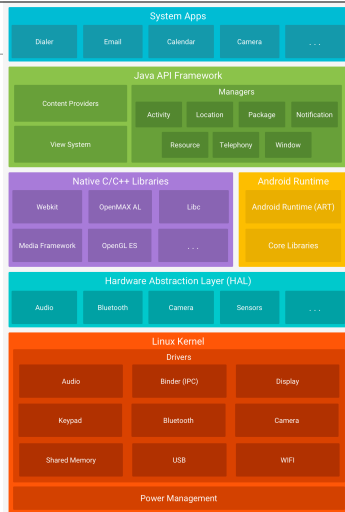 System Apps
Dialer Email Calendar Camera . . .
Java API Framework
Content Providers
View System
Managers
Activity Location Package Notification
Resource Telephony Window
Native C/C++ Libraries
Webkit OpenMAX AL Libc
Media Framework OpenGL ES . . .
Android Runtime
Android Runtime (ART)
Core Libraries
Hardware Abstraction Layer (HAL)
Audio Bluetooth Camera Sensors . . .
Linux Kernel
Drivers
Audio Binder (IPC) Display
Keypad Bluetooth Camera
Shared Memory USB WIFI
Power Management